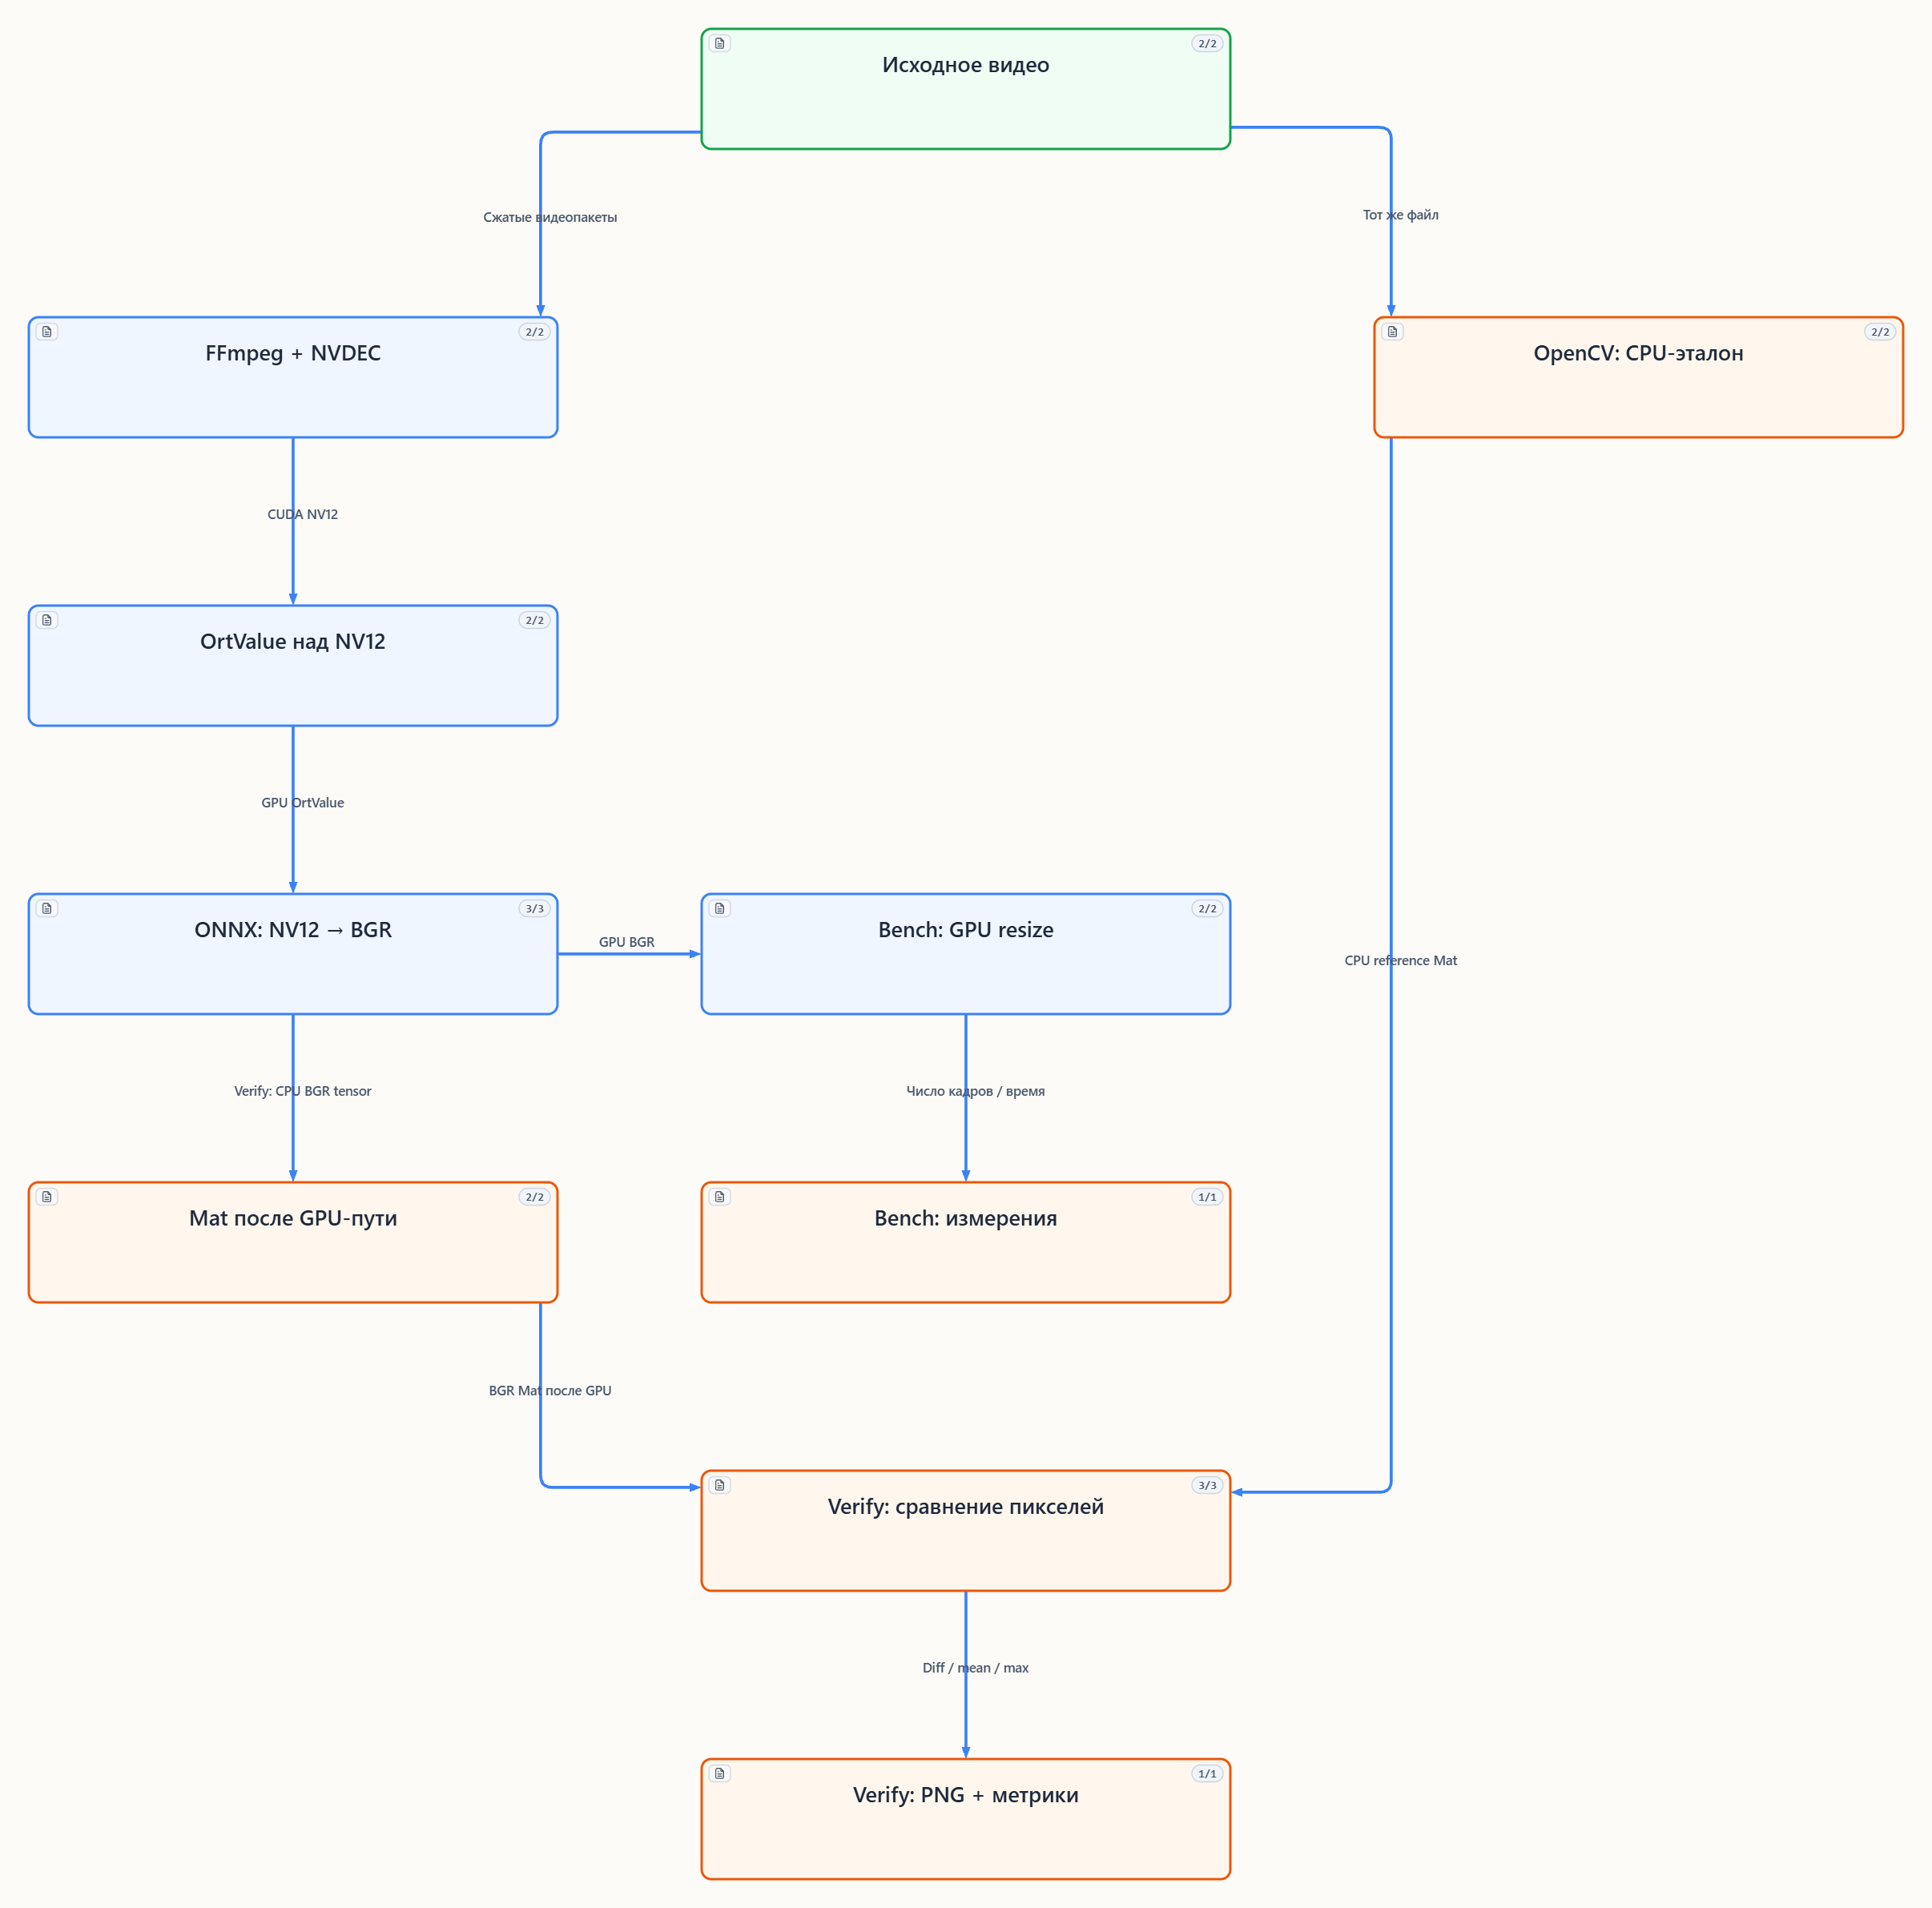 2/2
Исходное видео
Сжатые видеопакеты
Тот же файл
2/2
FFmpeg + NVDEC
2/2
OpenCV: CPU-эталон
CUDA NV12
2/2
OrtValue над NV12
GPU OrtValue
3/3
ONNX: NV12 → BGR
GPU BGR
2/2
Bench: GPU resize
CPU reference Mat
Verify: CPU BGR tensor
Число кадров / время
2/2
Mat после GPU-пути
1/1
Bench: измерения
BGR Mat после GPU
3/3
Verify: сравнение пикселей
Diff / mean / max
1/1
Verify: PNG + метрики